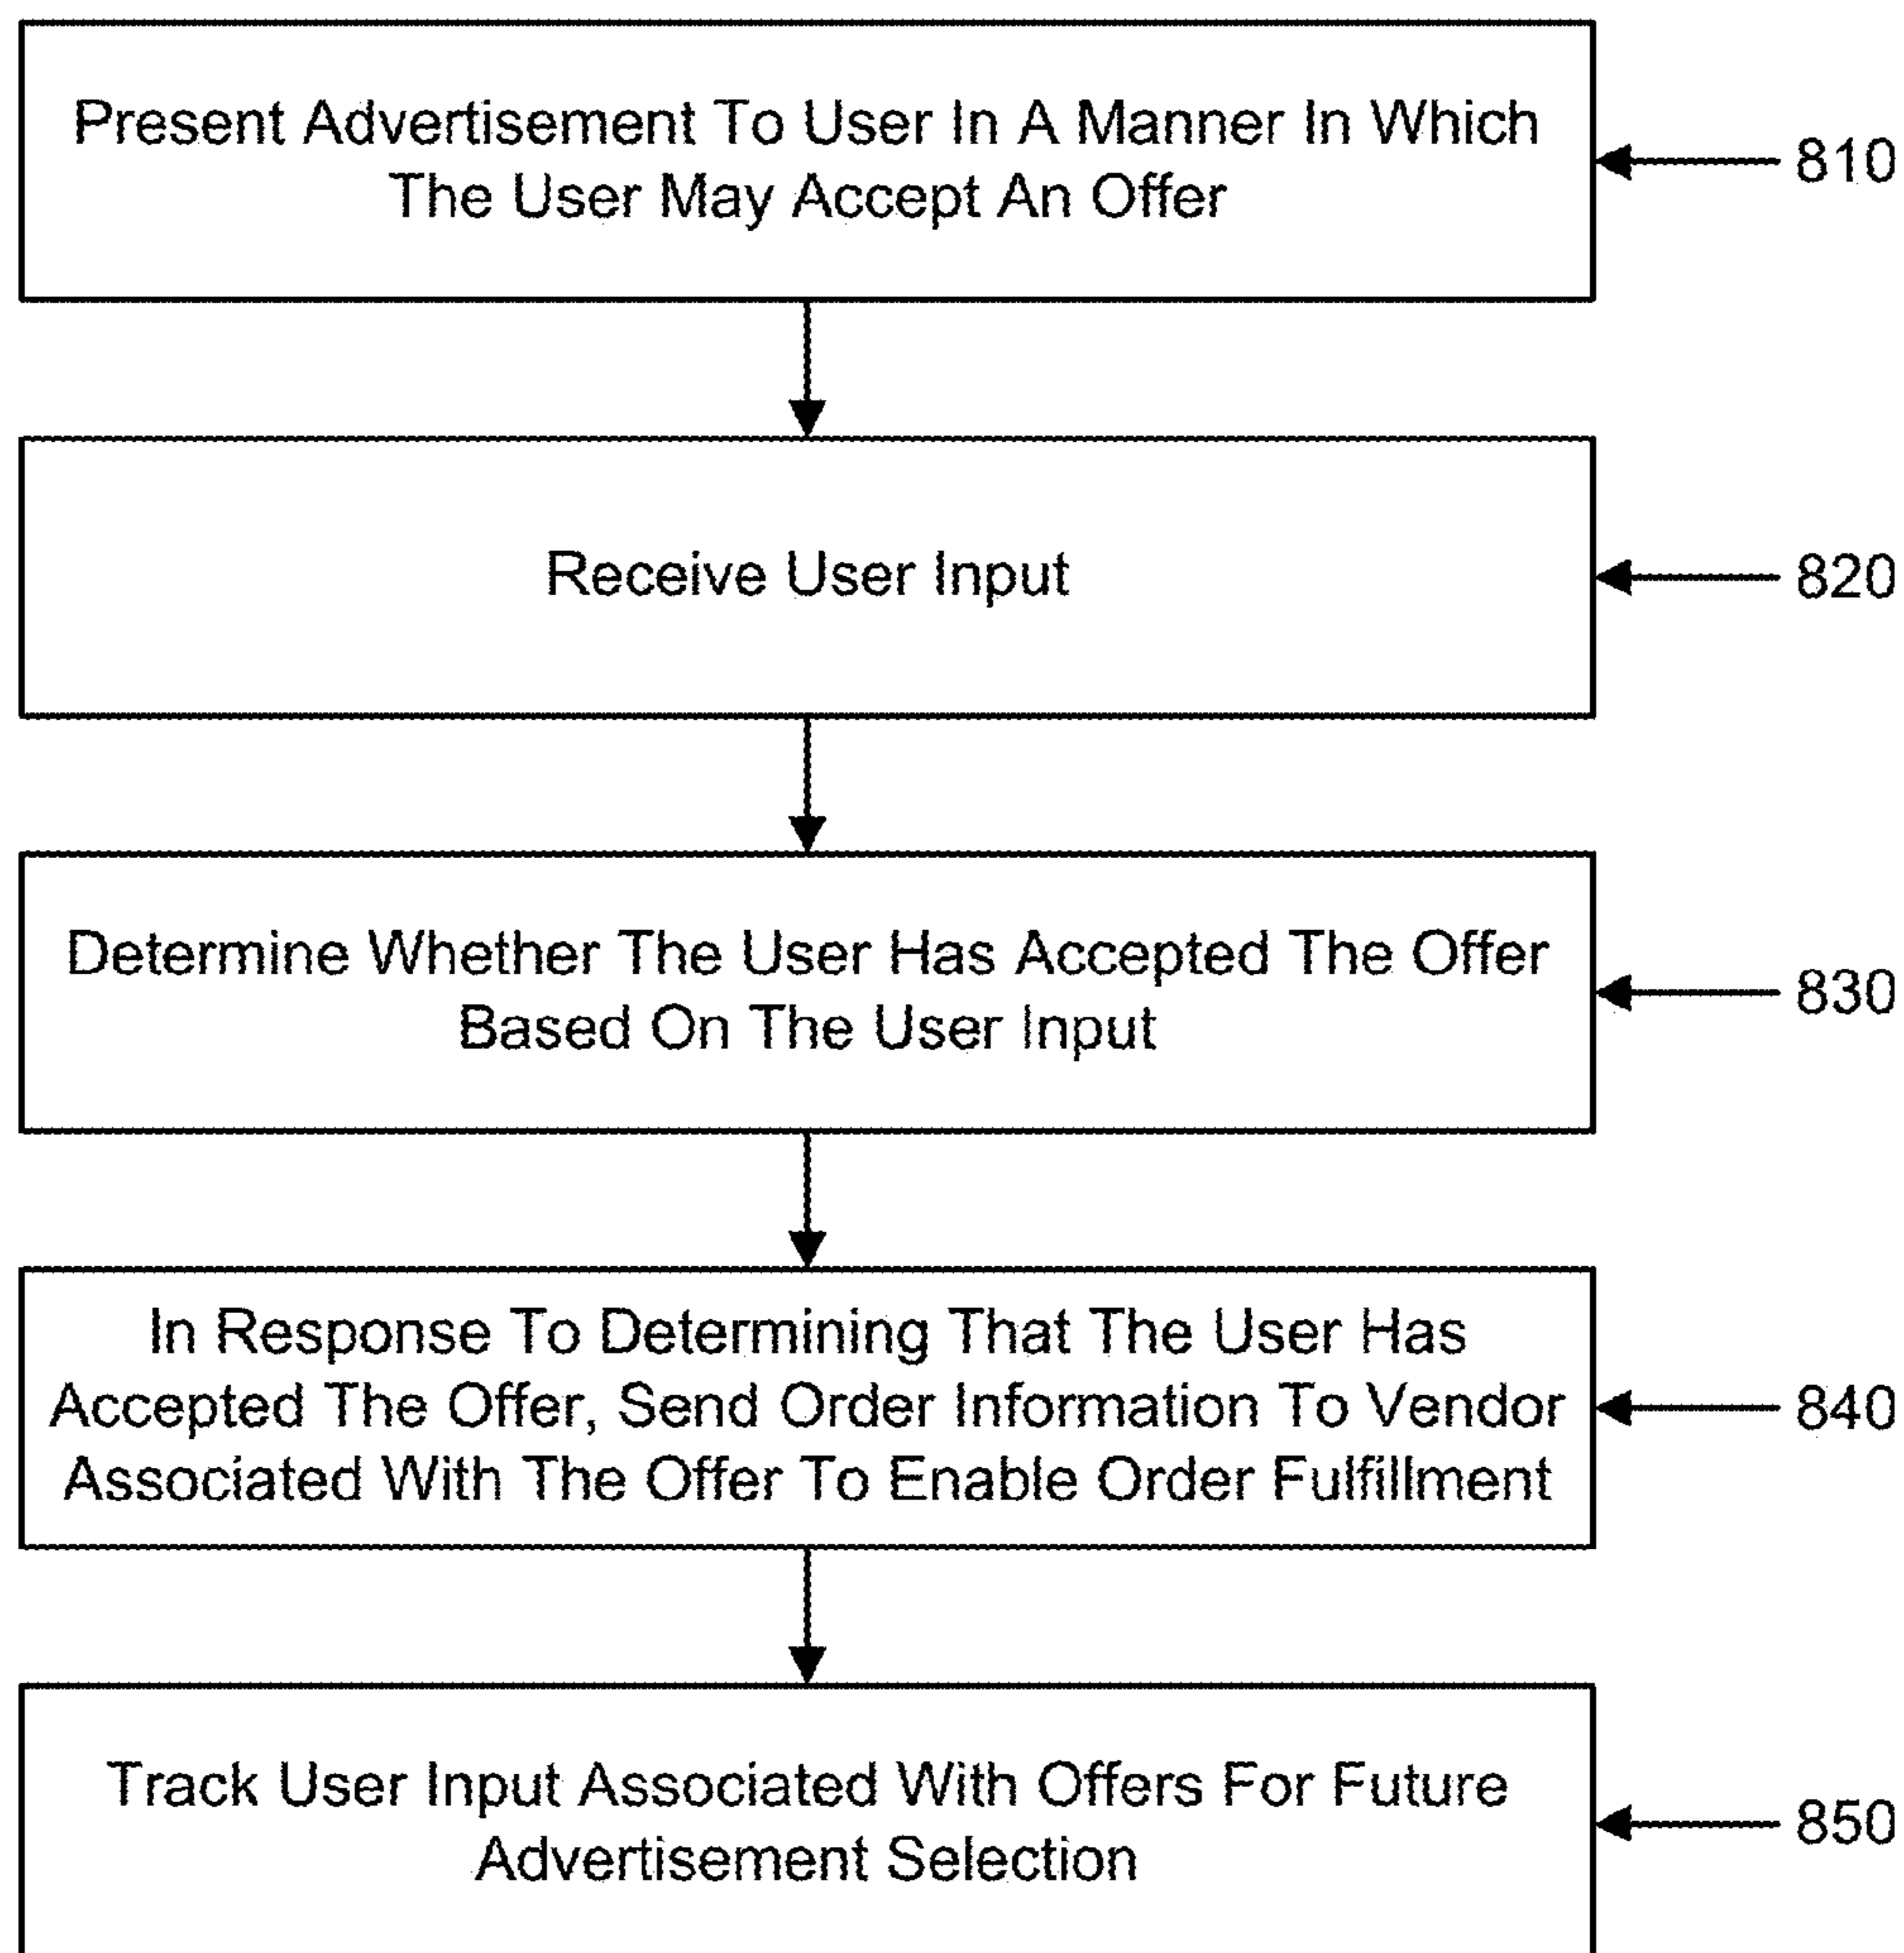 Present Advertisement To User In A Manner In Which
The User May Accept An Offer
810
Receive User Input
820
Determine Whether The User Has Accepted The Offer
Based On The User Input
830
In Response To Determining That The User Has
Accepted The Offer, Send Order Information To Vendor
Associated With The Offer To Enable Order Fulfillment
840
Track User Input Associated With Offers For Future
Advertisement Selection
850